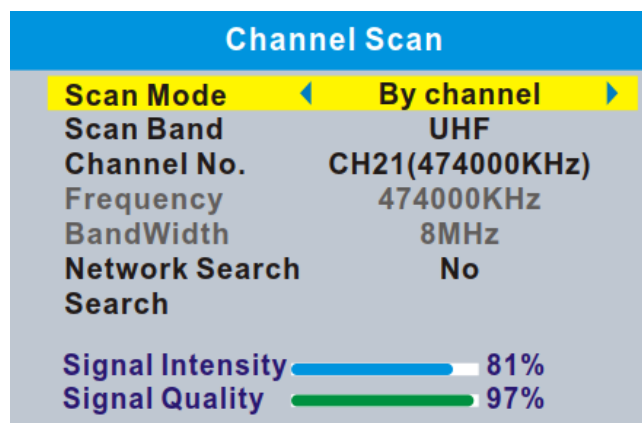 Channel Scan
Scan Mode By channel
Scan Band UHF
Channel No. CH21(474000KHz)
Frequency 474000KHz
BandWidth 8MHz
Network Search No
Search
Signal Intensity 81%
Signal Quality 97%